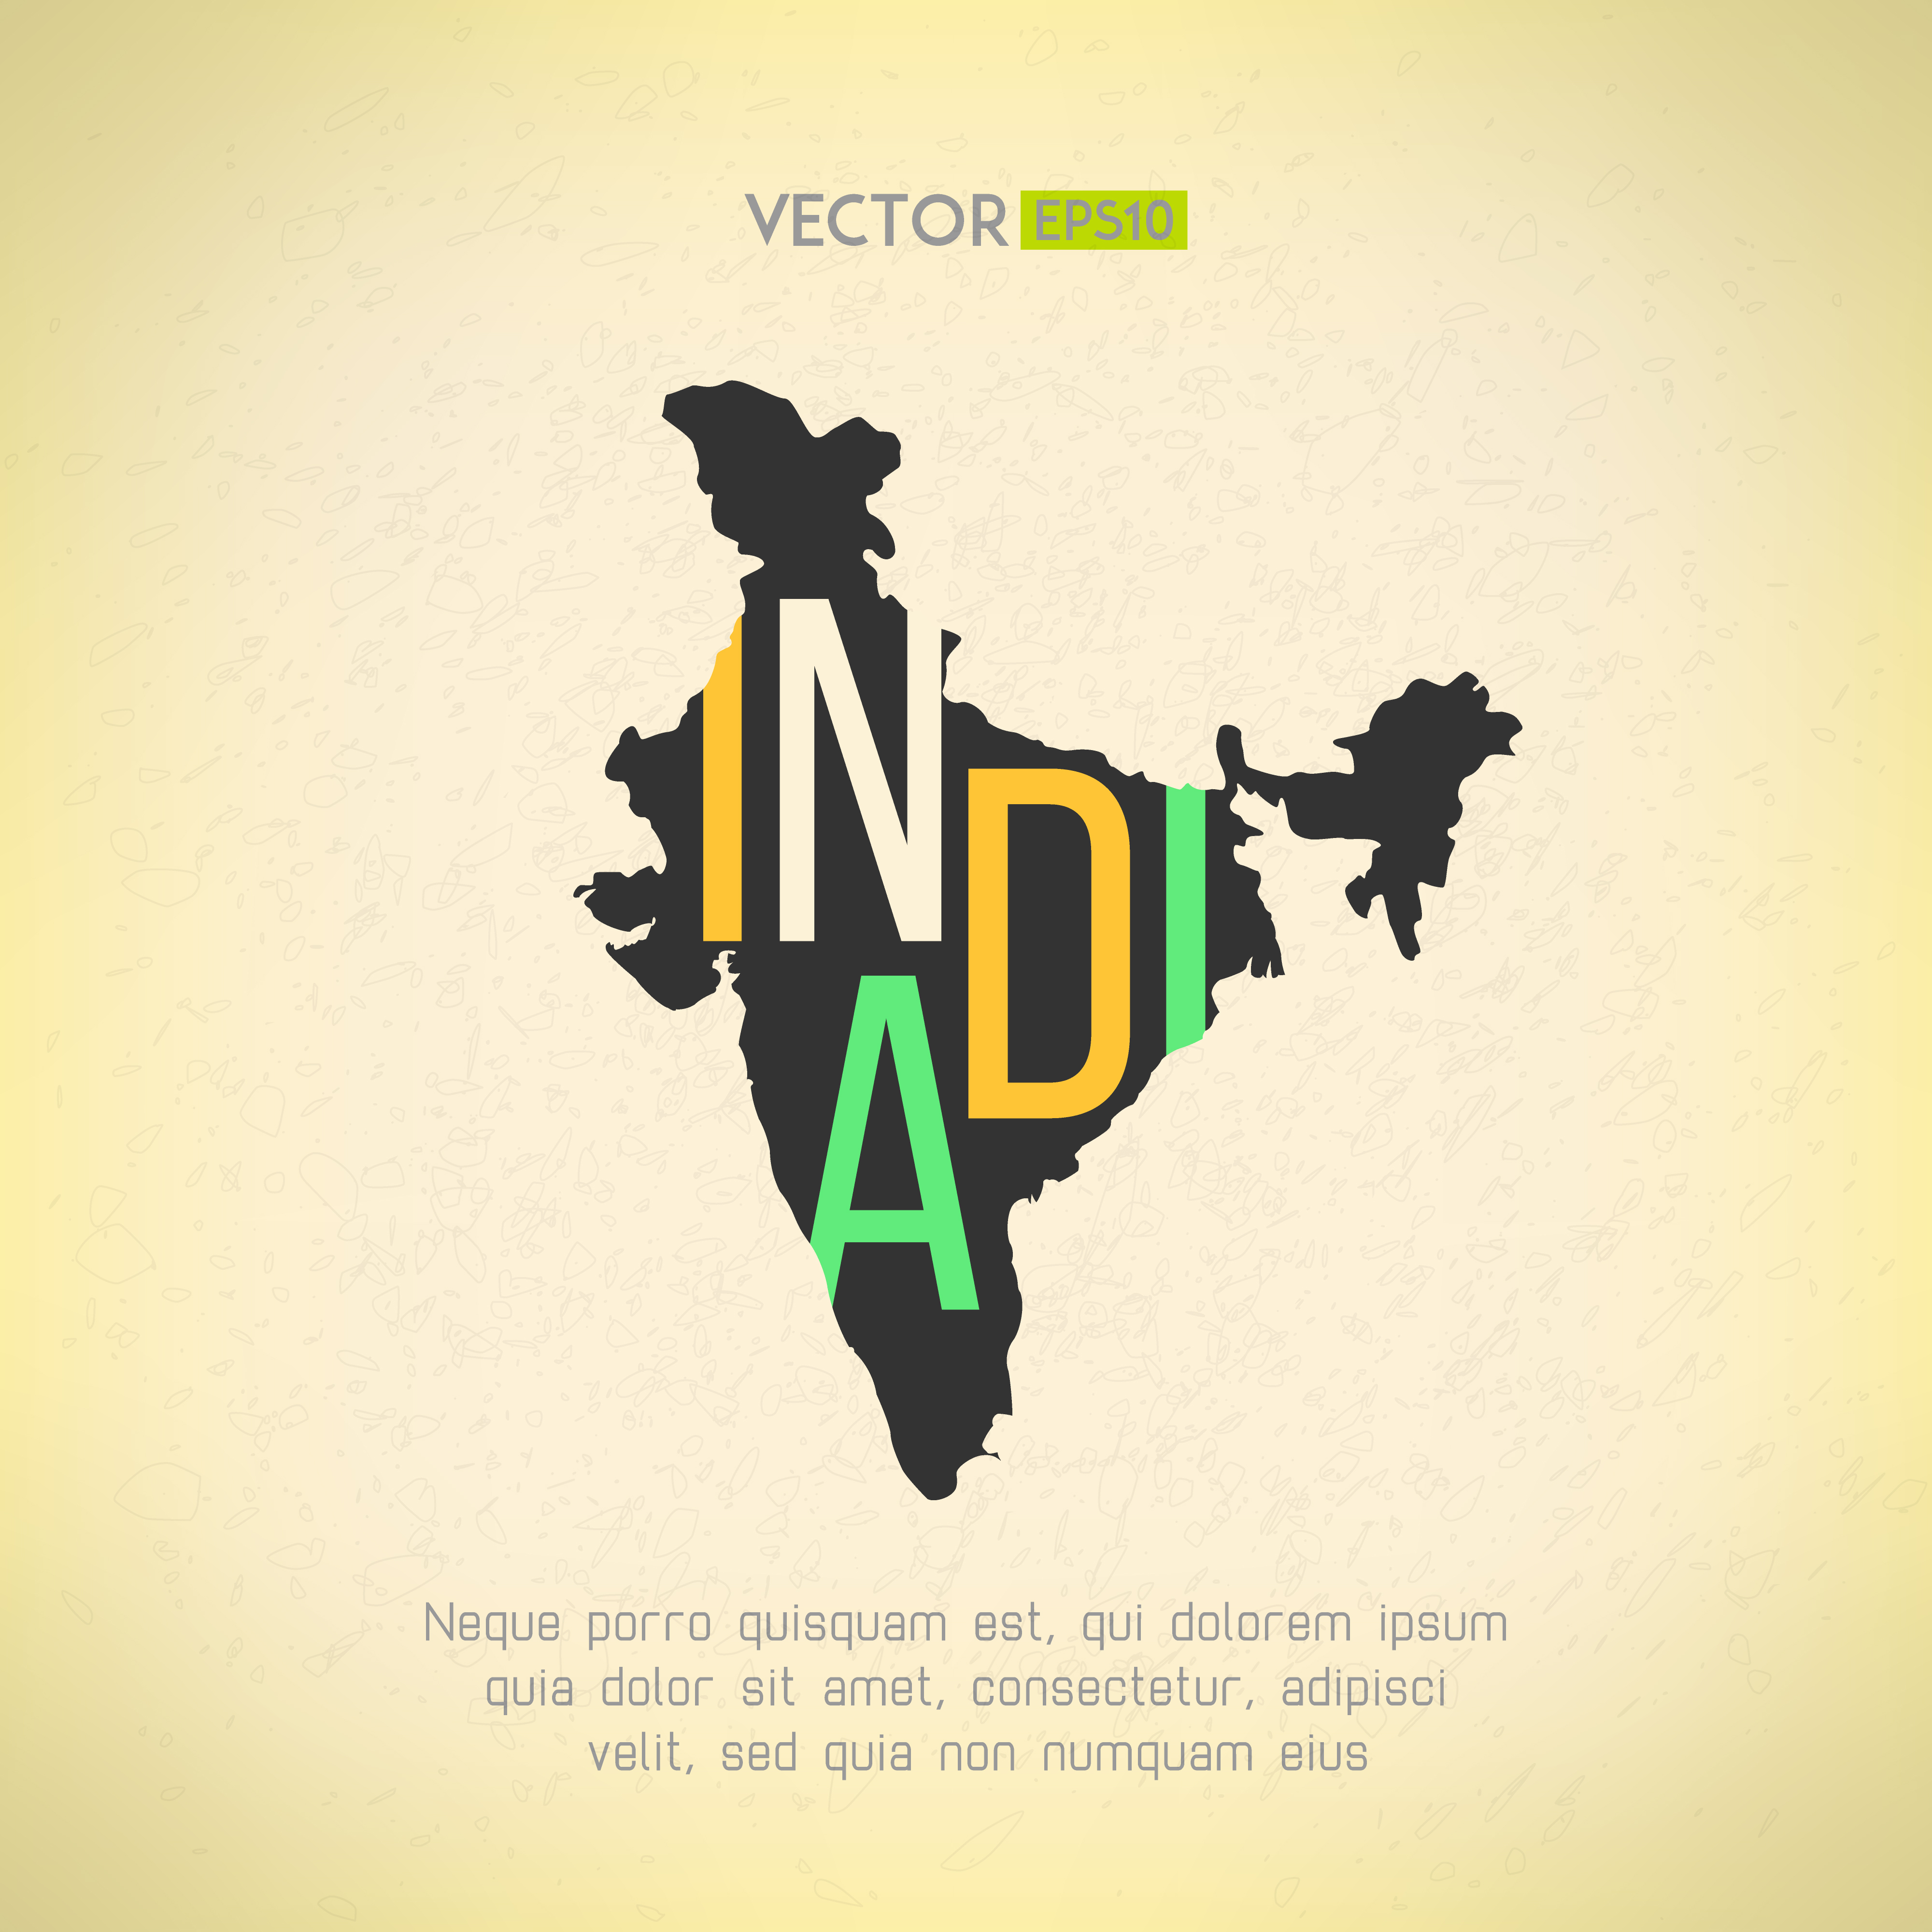 VECTOR EPS10
INDIA
Neque porro quisquam est, qui dolorem ipsum
quia dolor sit amet, consectetur, adipisci
velit, sed quia non numquam eius